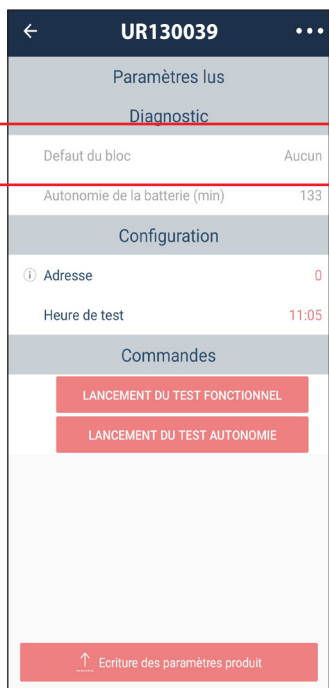 UR130039
Paramètres lus
Diagnostic
Defaut du bloc Aucun
Autonomie de la batterie (min) 133
Configuration
Adresse 0
Heure de test 11:05
Commandes
LANCEMENT DU TEST FONCTIONNEL
LANCEMENT DU TEST AUTONOMIE
Ecriture des paramètres produit